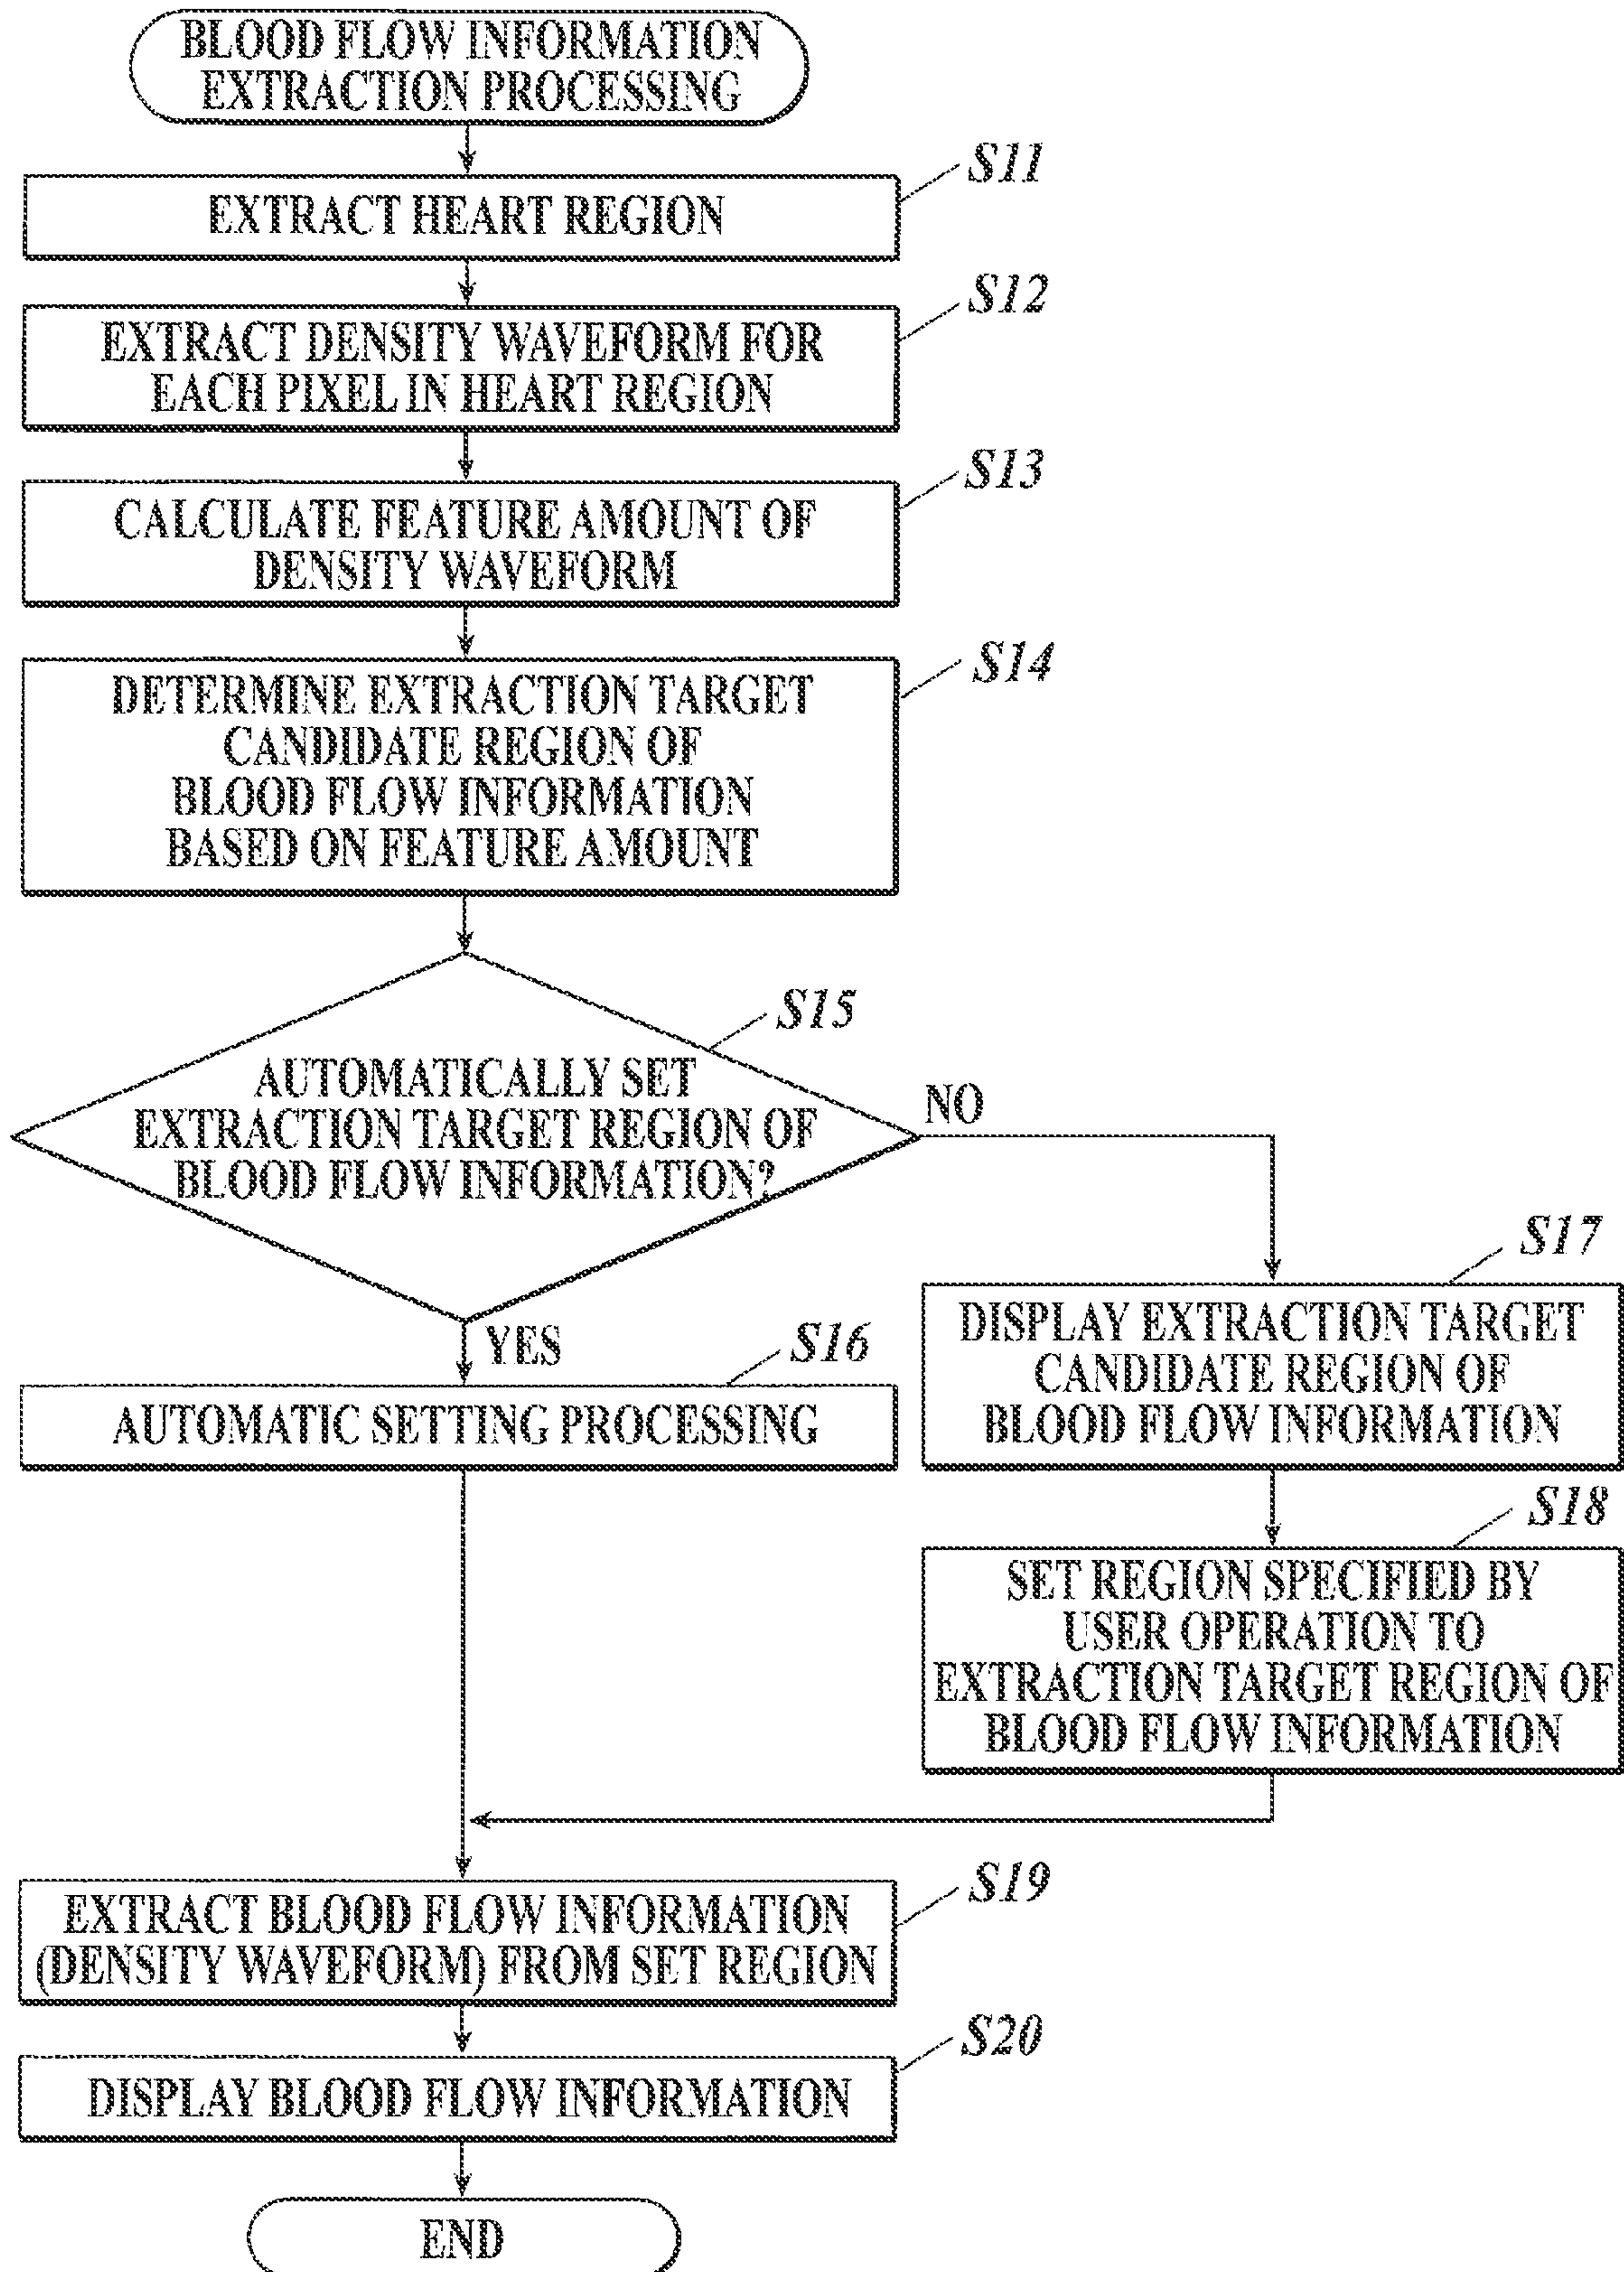 BLOOD FLOW INFORMATION
EXTRACTION PROCESSING
S11
EXTRACT HEART REGION
S12
EXTRACT DENSITY WAVEFORM FOR
EACH PIXEL IN HEART REGION
S13
CALCULATE FEATURE AMOUNT OF
DENSITY WAVEFORM
S14
DETERMINE EXTRACTION TARGET
CANDIDATE REGION OF
BLOOD FLOW INFORMATION
BASED ON FEATURE AMOUNT
S15
AUTOMATICALLY SET
EXTRACTION TARGET REGION OF
BLOOD FLOW INFORMATION?
NO
YES
S16
AUTOMATIC SETTING PROCESSING
S17
DISPLAY EXTRACTION TARGET
CANDIDATE REGION OF
BLOOD FLOW INFORMATION
S18
SET REGION SPECIFIED BY
USER OPERATION TO
EXTRACTION TARGET REGION OF
BLOOD FLOW INFORMATION
S19
EXTRACT BLOOD FLOW INFORMATION
(DENSITY WAVEFORM) FROM SET REGION
S20
DISPLAY BLOOD FLOW INFORMATION
END